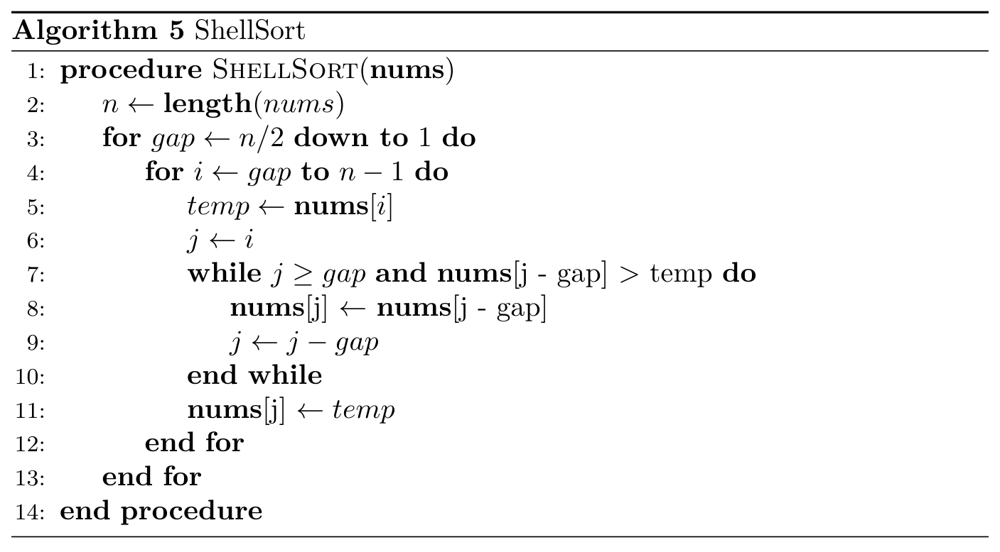 Algorithm 5 ShellSort
1: procedure SHELLSORT(nums)
2: n ← length(nums)
3: for gap ← n/2 down to 1 do
4: for i ← gap to n − 1 do
5: temp ← nums[i]
6: j ← i
7: while j ≥ gap and nums[j - gap] > temp do
8: nums[j] ← nums[j - gap]
9: j ← j − gap
10: end while
11: nums[j] ← temp
12: end for
13: end for
14: end procedure